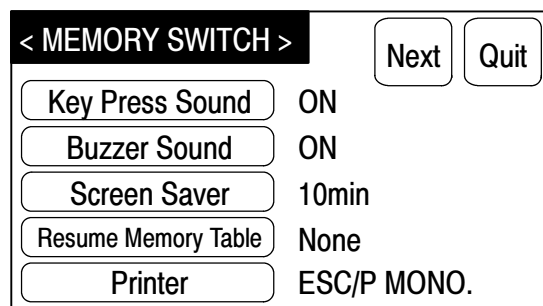 < MEMORY SWITCH > Next Quit
Key Press Sound ON
Buzzer Sound ON
Screen Saver 10min
Resume Memory Table None
Printer ESC/P MONO.